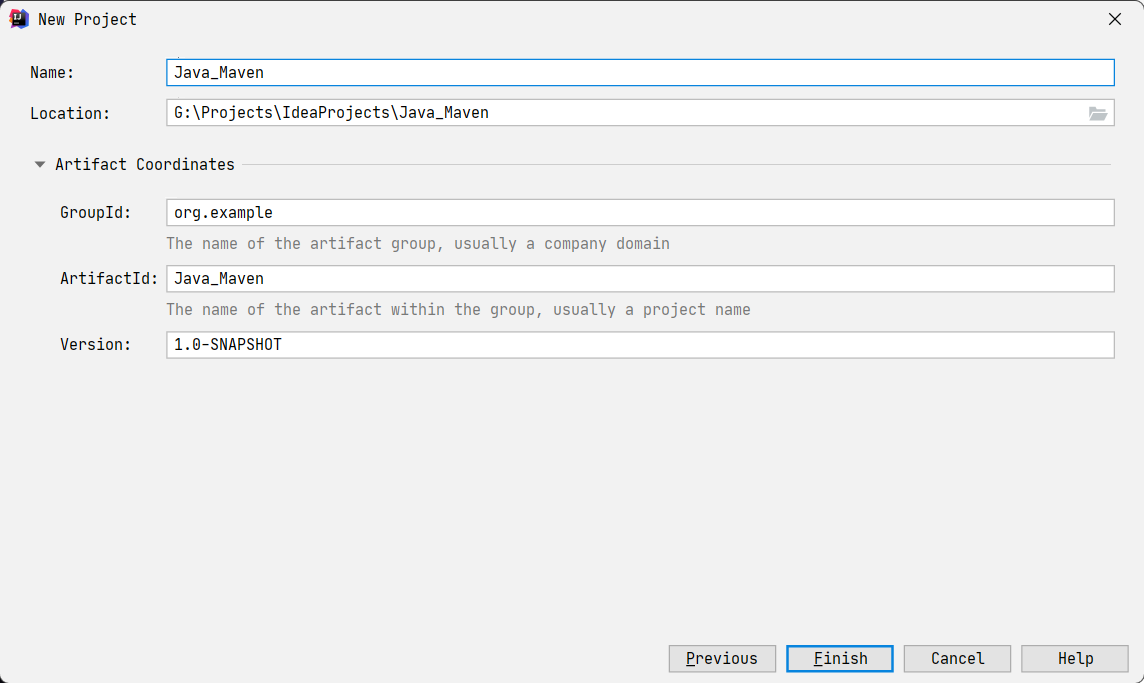 New Project
Name: Java_Maven
Location: G:\Projects\IdeaProjects\Java_Maven
Artifact Coordinates
GroupId: org.example
The name of the artifact group, usually a company domain
ArtifactId: Java_Maven
The name of the artifact within the group, usually a project name
Version: 1.0-SNAPSHOT
Previous Finish Cancel Help